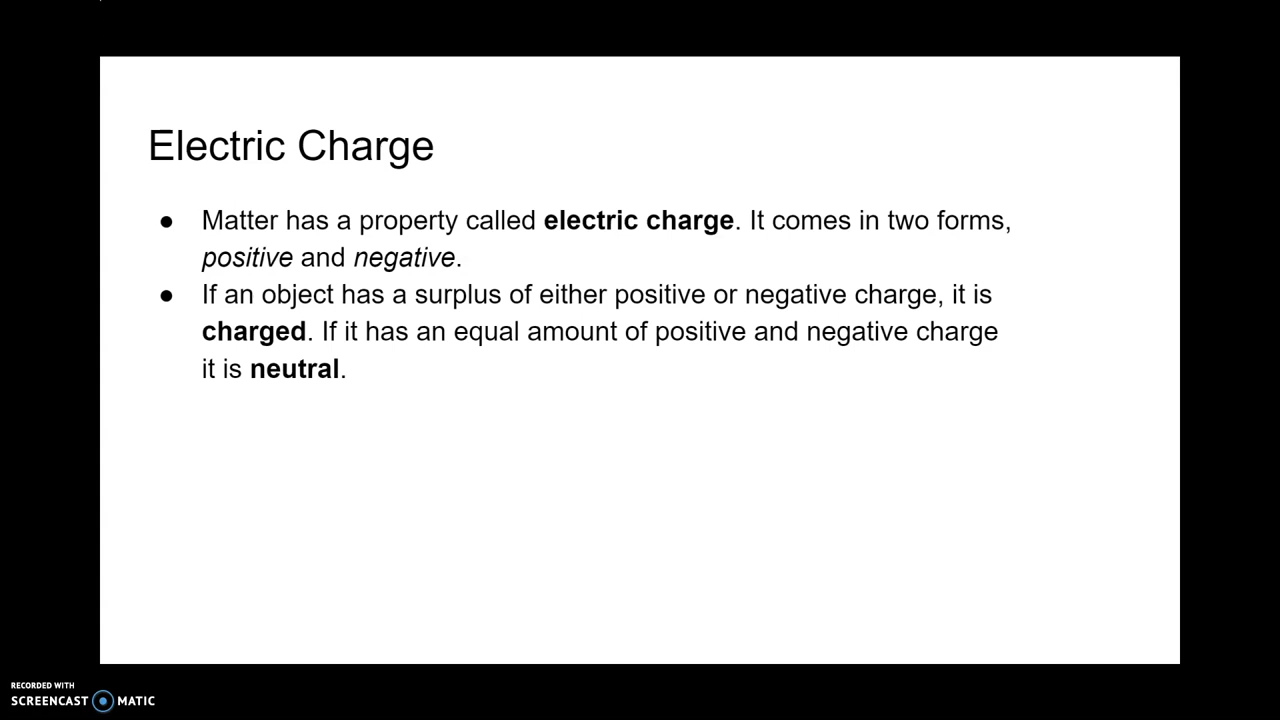 Electric Charge
● Matter has a property called electric charge. It comes in two forms,
positive and negative.
● If an object has a surplus of either positive or negative charge, it is
charged. If it has an equal amount of positive and negative charge
it is neutral.
RECORDED WITH
SCREENCAST MATIC